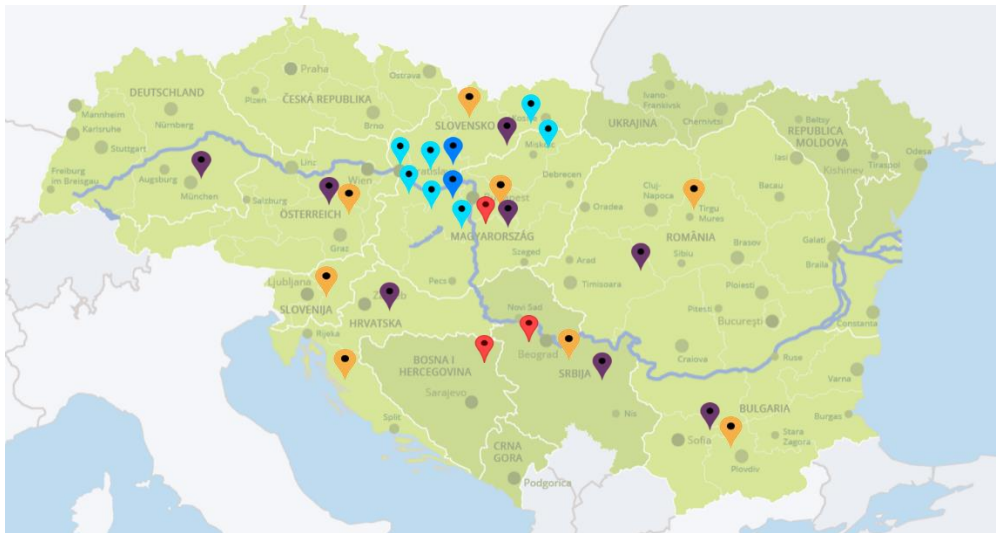 Praha
Ostrava
DEUTSCHLAND
Plzen
ČESKÁ REPUBLIKA
Mannheim
Karlsruhe
Nürnberg
Brno
SLOVENSKO
UKRAJINA
Ivano-
Frankivsk
Chernivtsi
Beltsy
REPUBLICA
MOLDOVA
Stuttgart
Linz
Wien
Miskolc
Iasi
Kishinev
Tiraspol
Odesa
Freiburg
im Breisgau
Augsburg
München
Salzburg
ÖSTERREICH
Debrecen
Oradea
Cluj-
Napoca
Bacau
Tirgu
Mures
MAGYARORSZÁG
ROMÂNIA
Graz
Szeged
Arad
Sibiu
Brasov
Galati
Braila
Ljubljana
Pecs
Timisoara
Ploiesti
SLOVENIJA
HRVATSKA
Novi Sad
Pitesti
Bucureşti
Constanta
Rijeka
Beograd
BOSNA I
HERCEGOVINA
SRBIJA
Craiova
Ruse
Varna
Sarajevo
Split
Nis
BULGARIA
Burgas
Sofia
Stara
Zagora
CRNA
GORA
Plovdiv
Podgorica